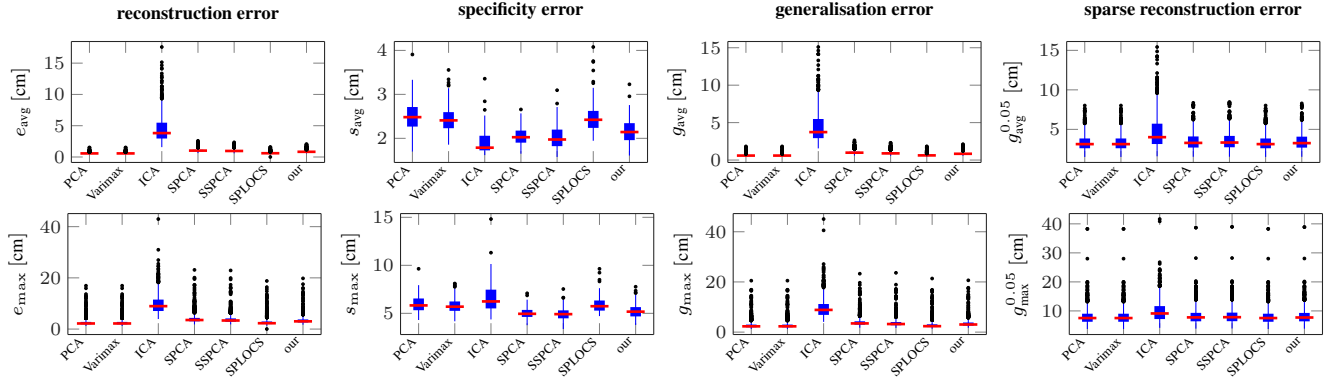 reconstruction error
specificity error
generalisation error
sparse reconstruction error
e_avg [cm]
15
10
5
0
PCA
Varimax
ICA
SPCA
SSPCA
SPLOCS
our
s_avg [cm]
4
3
2
PCA
Varimax
ICA
SPCA
SSPCA
SPLOCS
our
g_avg [cm]
15
10
5
0
PCA
Varimax
ICA
SPCA
SSPCA
SPLOCS
our
g_avg^0.05 [cm]
15
10
5
PCA
Varimax
ICA
SPCA
SSPCA
SPLOCS
our
e_max [cm]
40
20
0
PCA
Varimax
ICA
SPCA
SSPCA
SPLOCS
our
s_max [cm]
15
10
5
PCA
Varimax
ICA
SPCA
SSPCA
SPLOCS
our
g_max [cm]
40
20
0
PCA
Varimax
ICA
SPCA
SSPCA
SPLOCS
our
g_max^0.05 [cm]
40
30
20
10
PCA
Varimax
ICA
SPCA
SSPCA
SPLOCS
our